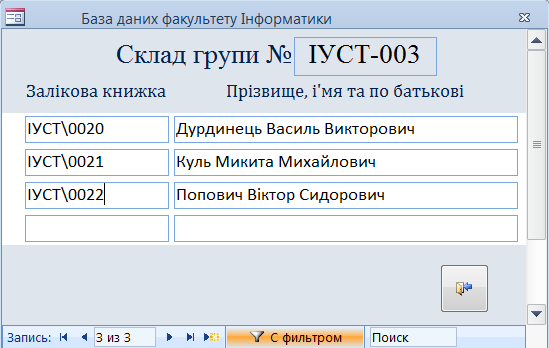 База даних факультету Інформатики
Склад групи № ІУСТ-003
Залікова книжка Прізвище, і'мя та по батькові
ІУСТ\0020 Дурдинець Василь Викторович
ІУСТ\0021 Куль Микита Михайлович
ІУСТ\0022 Попович Віктор Сидорович
Запись: 3 из 3 С фильтром Поиск